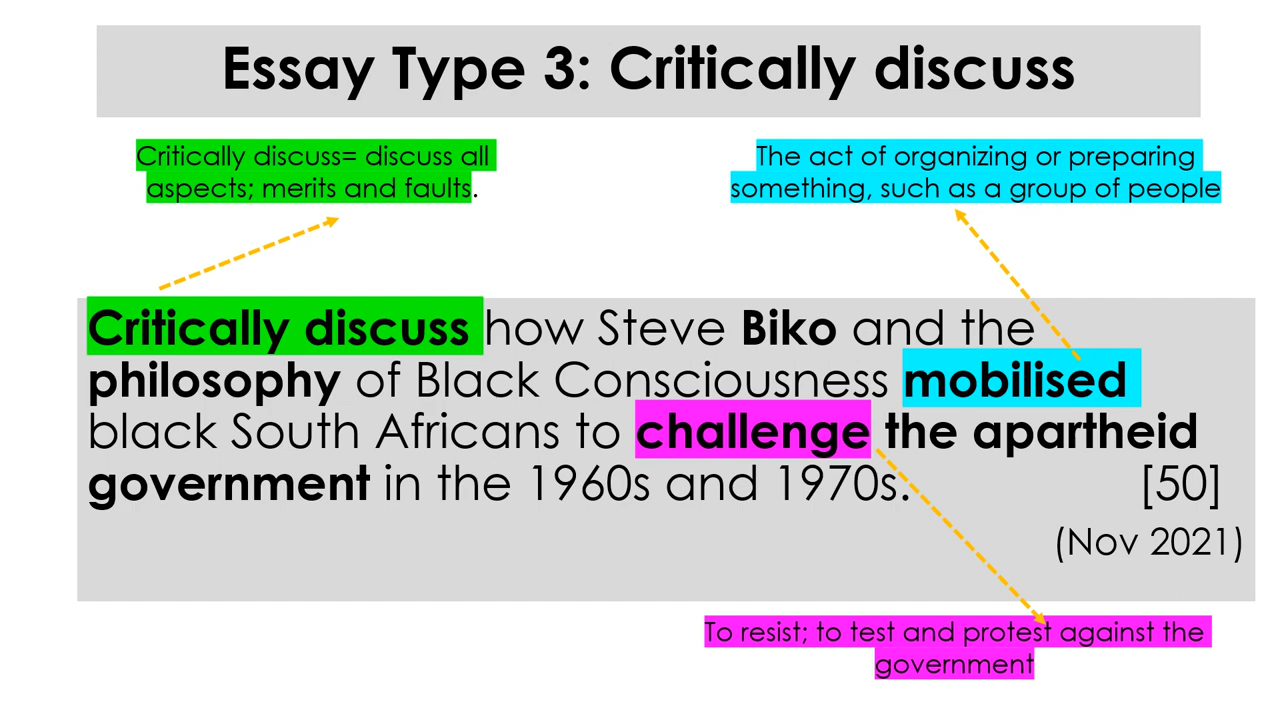 Essay Type 3: Critically discuss
Critically discuss= discuss all
aspects; merits and faults.
The act of organizing or preparing
something, such as a group of people
Critically discuss how Steve Biko and the
philosophy of Black Consciousness mobilised
black South Africans to challenge the apartheid
government in the 1960s and 1970s. [50]
(Nov 2021)
To resist; to test and protest against the
government